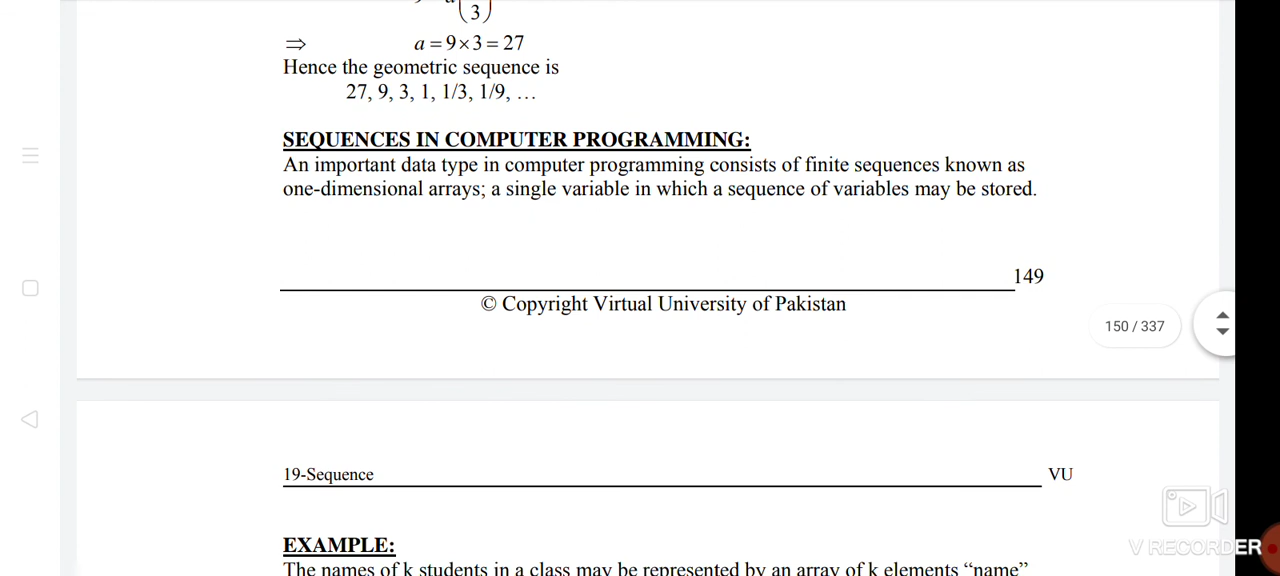 3
⇒ a = 9 × 3 = 27
Hence the geometric sequence is
27, 9, 3, 1, 1/3, 1/9, …
SEQUENCES IN COMPUTER PROGRAMMING:
An important data type in computer programming consists of finite sequences known as
one-dimensional arrays; a single variable in which a sequence of variables may be stored.
149
© Copyright Virtual University of Pakistan
150 / 337
19-Sequence VU
EXAMPLE:
The names of k students in a class may be represented by an array of k elements “name”
V RECORDER